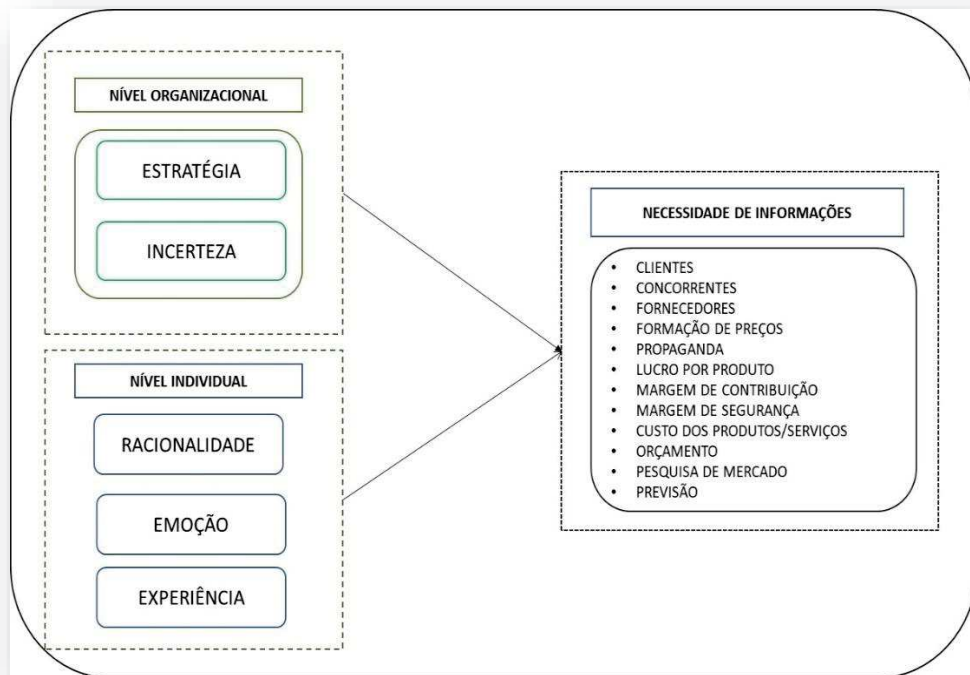 NÍVEL ORGANIZACIONAL
ESTRATÉGIA
INCERTEZA
NÍVEL INDIVIDUAL
RACIONALIDADE
EMOÇÃO
EXPERIÊNCIA
NECESSIDADE DE INFORMAÇÕES
• CLIENTES
• CONCORRENTES
• FORNECEDORES
• FORMAÇÃO DE PREÇOS
• PROPAGANDA
• LUCRO POR PRODUTO
• MARGEM DE CONTRIBUIÇÃO
• MARGEM DE SEGURANÇA
• CUSTO DOS PRODUTOS/SERVIÇOS
• ORÇAMENTO
• PESQUISA DE MERCADO
• PREVISÃO